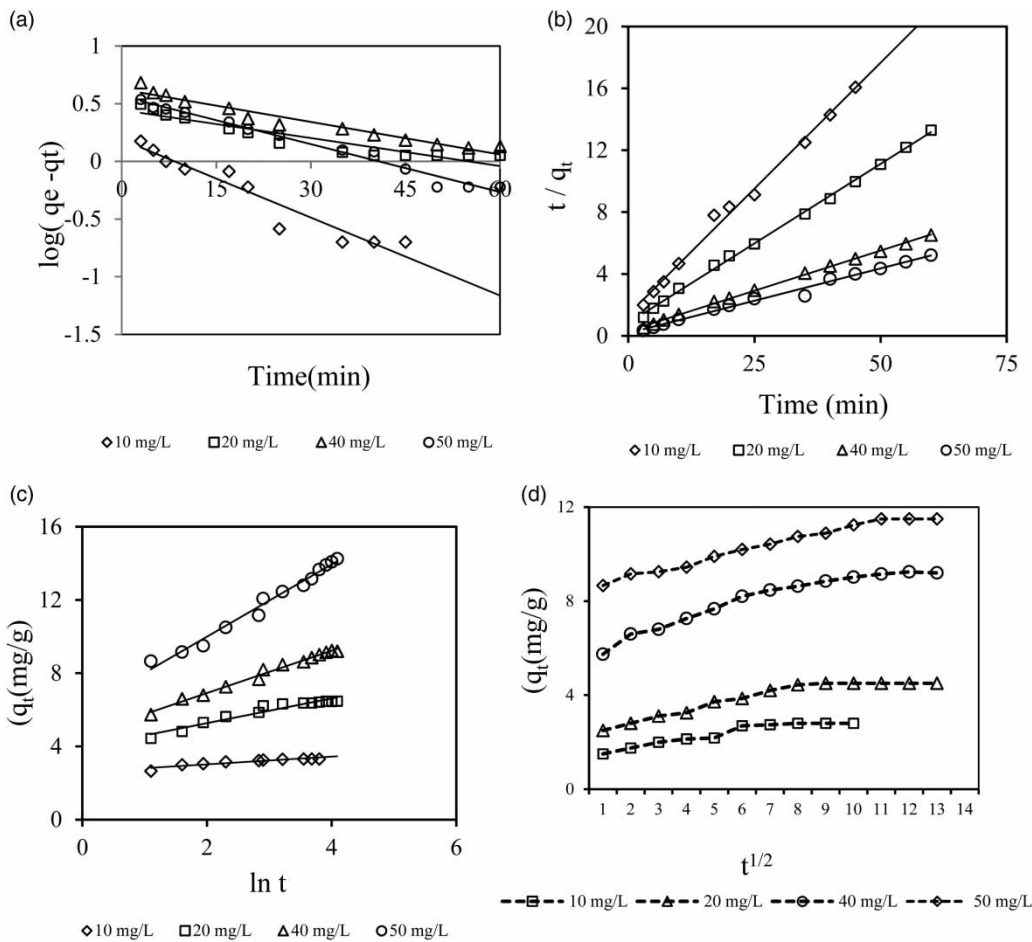 (a)
1
0.5
0
0 15 30 45 60
-0.5
-1
-1.5
log( qe -qt)
Time(min)
10 mg/L 20 mg/L 40 mg/L 50 mg/L
(b)
20
16
12
8
4
0
0 25 50 75
t / qt
Time (min)
10 mg/L 20 mg/L 40 mg/L 50 mg/L
(c)
16
12
8
4
0
0 2 4 6
(qt(mg/g)
ln t
10 mg/L 20 mg/L 40 mg/L 50 mg/L
(d)
12
8
4
0
1 2 3 4 5 6 7 8 9 10 11 12 13 14
(qt(mg/g)
t1/2
10 mg/L 20 mg/L 40 mg/L 50 mg/L